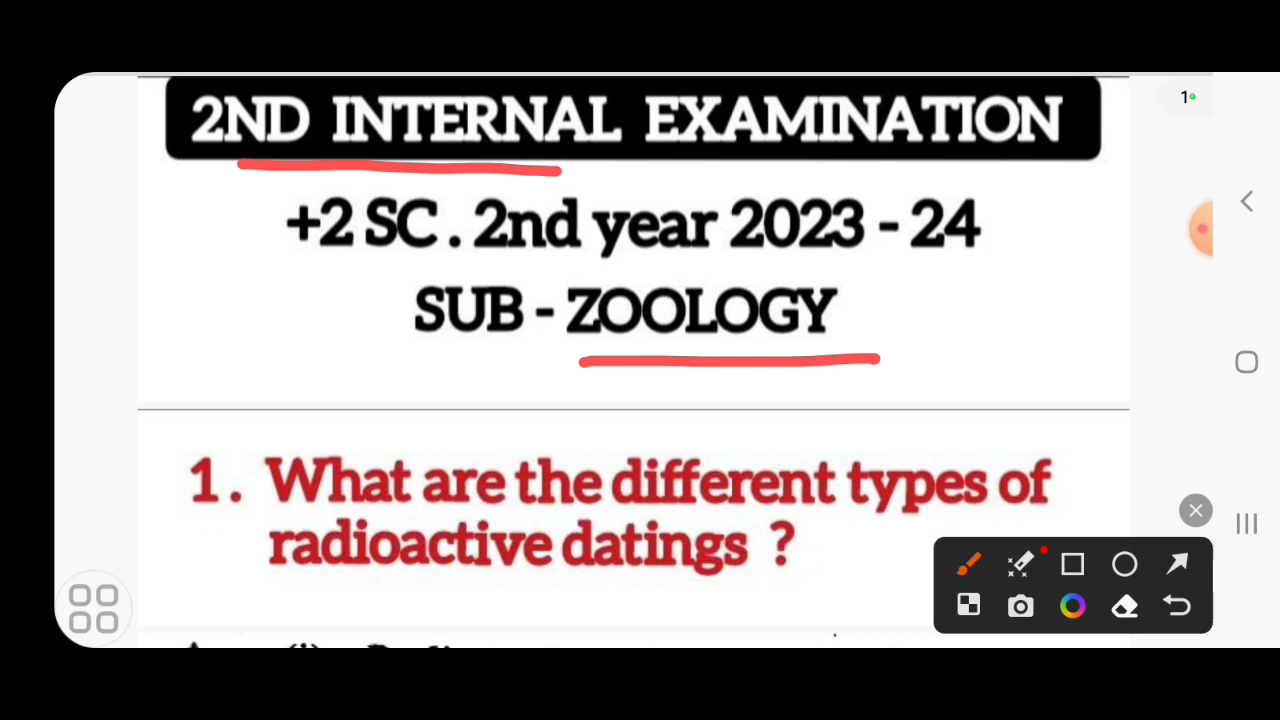 2ND INTERNAL EXAMINATION
1
+2 SC. 2nd year 2023 - 24
SUB - ZOOLOGY
1. What are the different types of
radioactive datings ?